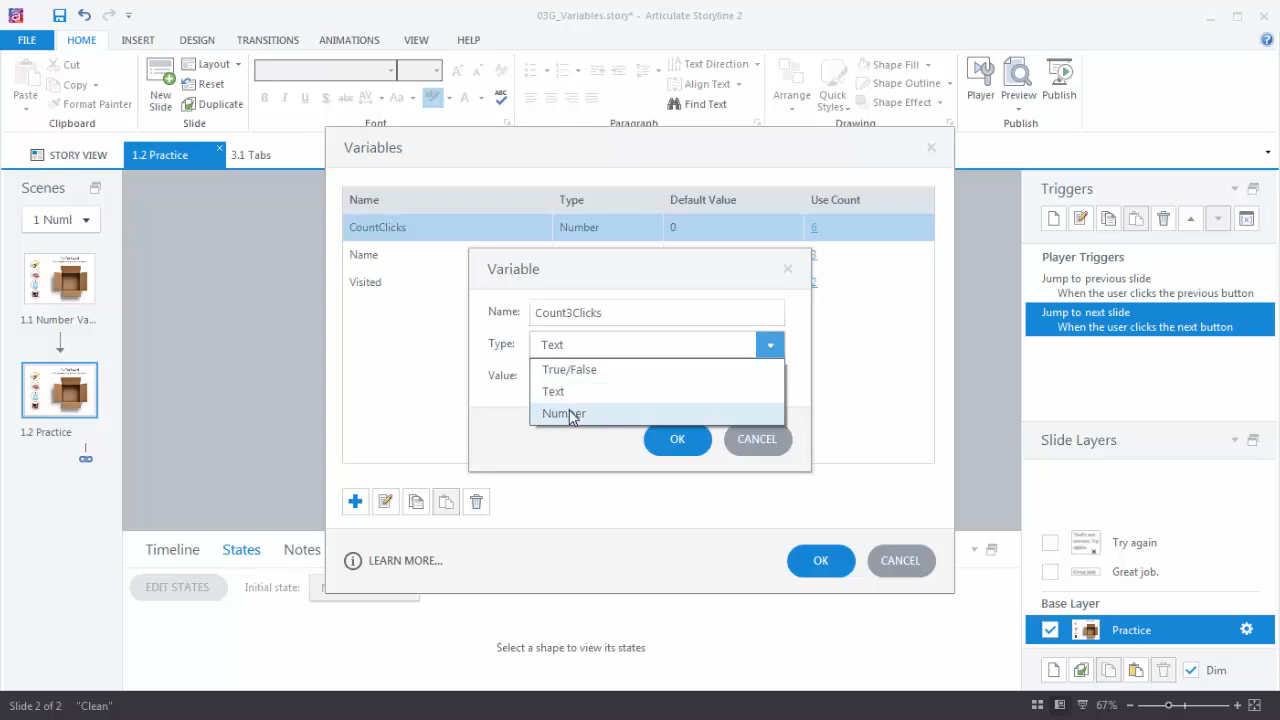 03G_Variables.story* - Articulate Storyline 2
FILE HOME INSERT DESIGN TRANSITIONS ANIMATIONS VIEW HELP
Paste
Cut
Copy
Format Painter
Clipboard
New Slide
Layout
Reset
Duplicate
Slide
B I U S abc AV Aa A ABC
Font
Text Direction
Align Text
Find Text
Paragraph
Arrange
Quick Styles
Shape Fill
Shape Outline
Shape Effect
Drawing
Player
Preview
Publish
Publish
STORY VIEW
1.2 Practice
3.1 Tabs
Scenes
1.2 Practice
Variables
Name Type Default Value Use Count
CountClicks Number 0 6
Name
Visited
Variable
Name: Count3Clicks
Type: Text
True/False
Text
Number
Value:
OK CANCEL
LEARN MORE...
OK CANCEL
Timeline States Notes
EDIT STATES Initial state:
Select a shape to view its states
Triggers
Player Triggers
Jump to previous slide
When the user clicks the previous button
Jump to next slide
When the user clicks the next button
Slide Layers
Try again
Great job.
Base Layer
Practice
Dim
Slide 2 of 2 "Clean"
67%